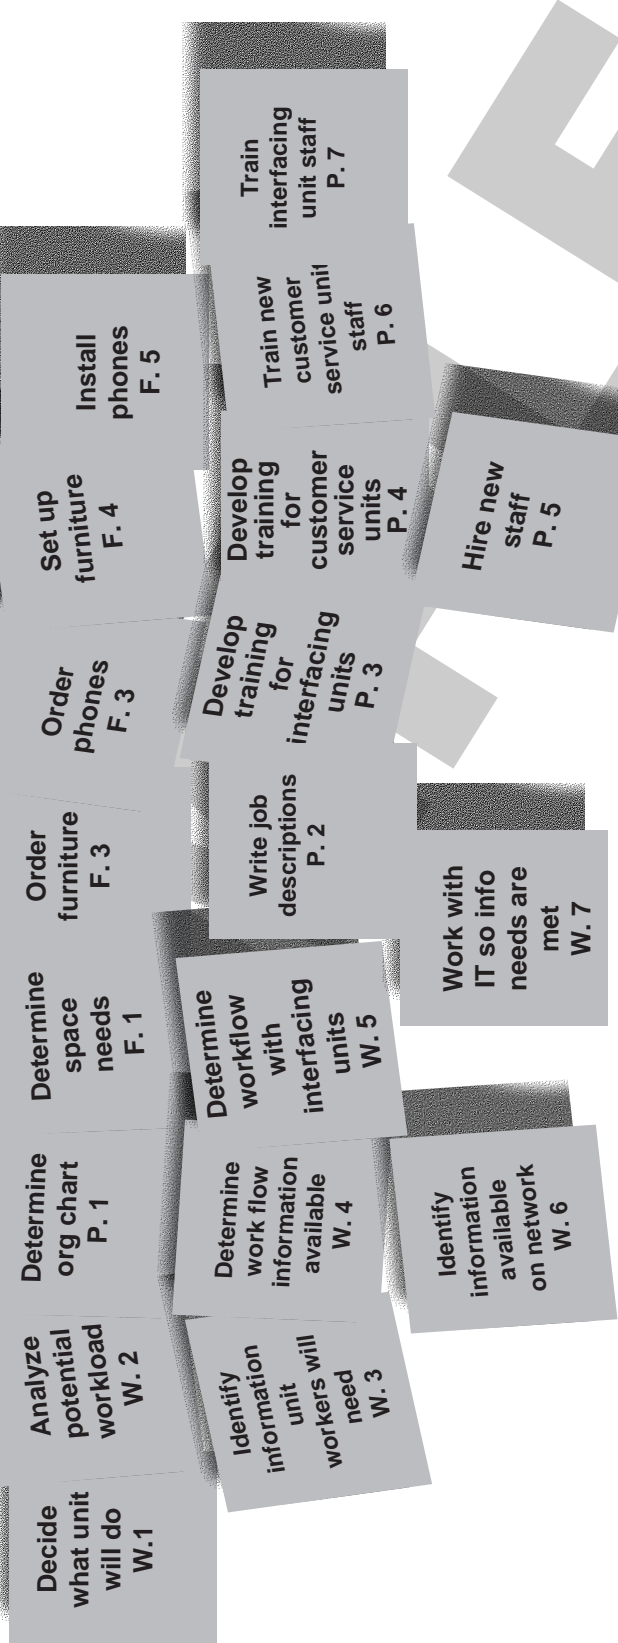 Decide
what unit
will do
W.1
Analyze
potential
workload
W. 2
Determine
org chart
P. 1
Determine
space
needs
F. 1
Order
furniture
F. 3
Order
phones
F. 3
Set up
furniture
F. 4
Install
phones
F. 5
Identify
information
unit
workers will
need
W. 3
Determine
work flow
information
available
W. 4
Determine
workflow
with
interfacing
units
W. 5
Write job
descriptions
P. 2
Develop
training
for
interfacing
units
P. 3
Develop
training
for
customer
service
units
P. 4
Train new
customer
service unit
staff
P. 6
Train
interfacing
unit staff
P. 7
Identify
information
available
on network
W. 6
Work with
IT so info
needs are
met
W. 7
Hire new
staff
P. 5